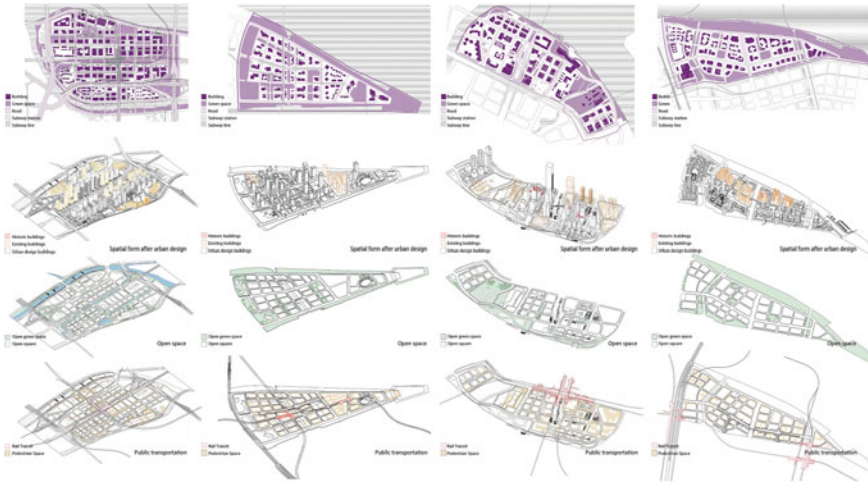 Building
Green space
Road
Subway station
Subway line
Building
Green space
Road
Subway station
Subway line
Building
Green space
Road
Subway station
Subway line
Buildin
Green
Road
Subway station
Subway line
Historic buildings
Existing buildings
Urban design buildings
Spatial form after urban design
Historic buildings
Existing buildings
Urban design buildings
Spatial form after urban design
Historic buildings
Existing buildings
Urban design buildings
Spatial form after urban design
Historic buildings
Existing buildings
Urban design buildings
Spatial form after urban design
Open green space
Open square
Open space
Open green space
Open square
Open space
Open green space
Open square
Open space
Open green space
Open square
Open space
Rail Transit
Pedestrian Space
Public transportation
Rail Transit
Pedestrian Space
Public transportation
Rail Transit
Pedestrian Space
Public transportation
Rail Transit
Pedestrian Space
Public transportation